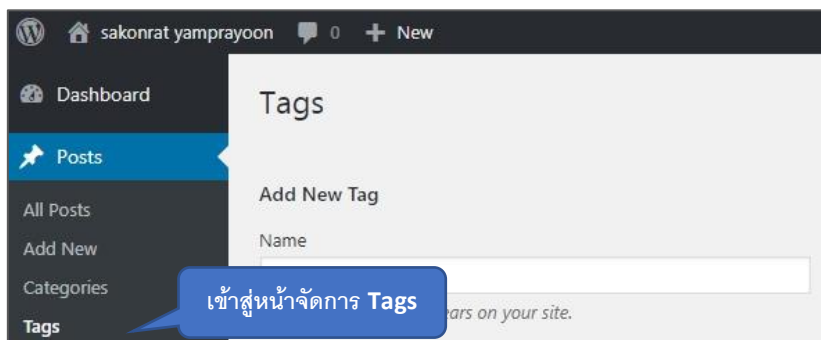 sakonrat yamprayoon 0 + New
Dashboard
Tags
Posts
All Posts
Add New Tag
Add New
Name
Categories
เข้าสู่หน้าจัดการ Tags
on your site.
Tags